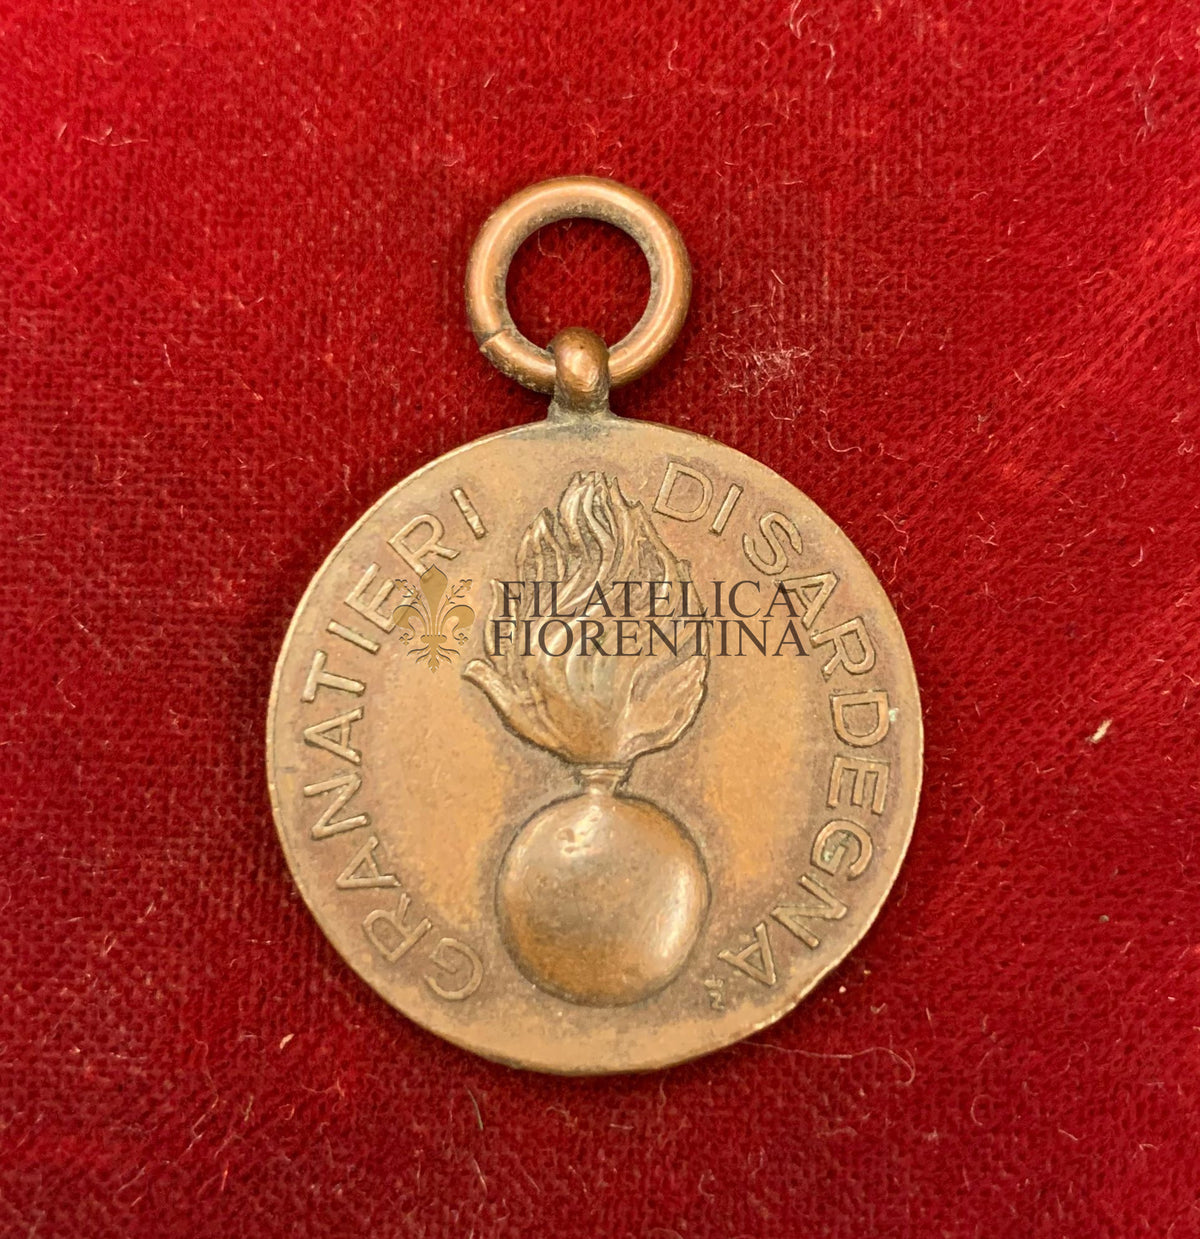 GRANATIERI DI SARDEGNA
FILATELICA
FIORENTINA